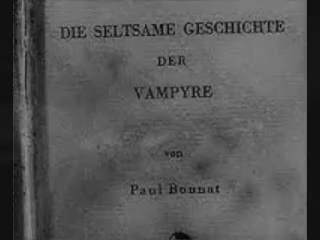 DIE SELTSAME GESCHICHTE
DER
VAMPYRE
von
Paul Bonnat